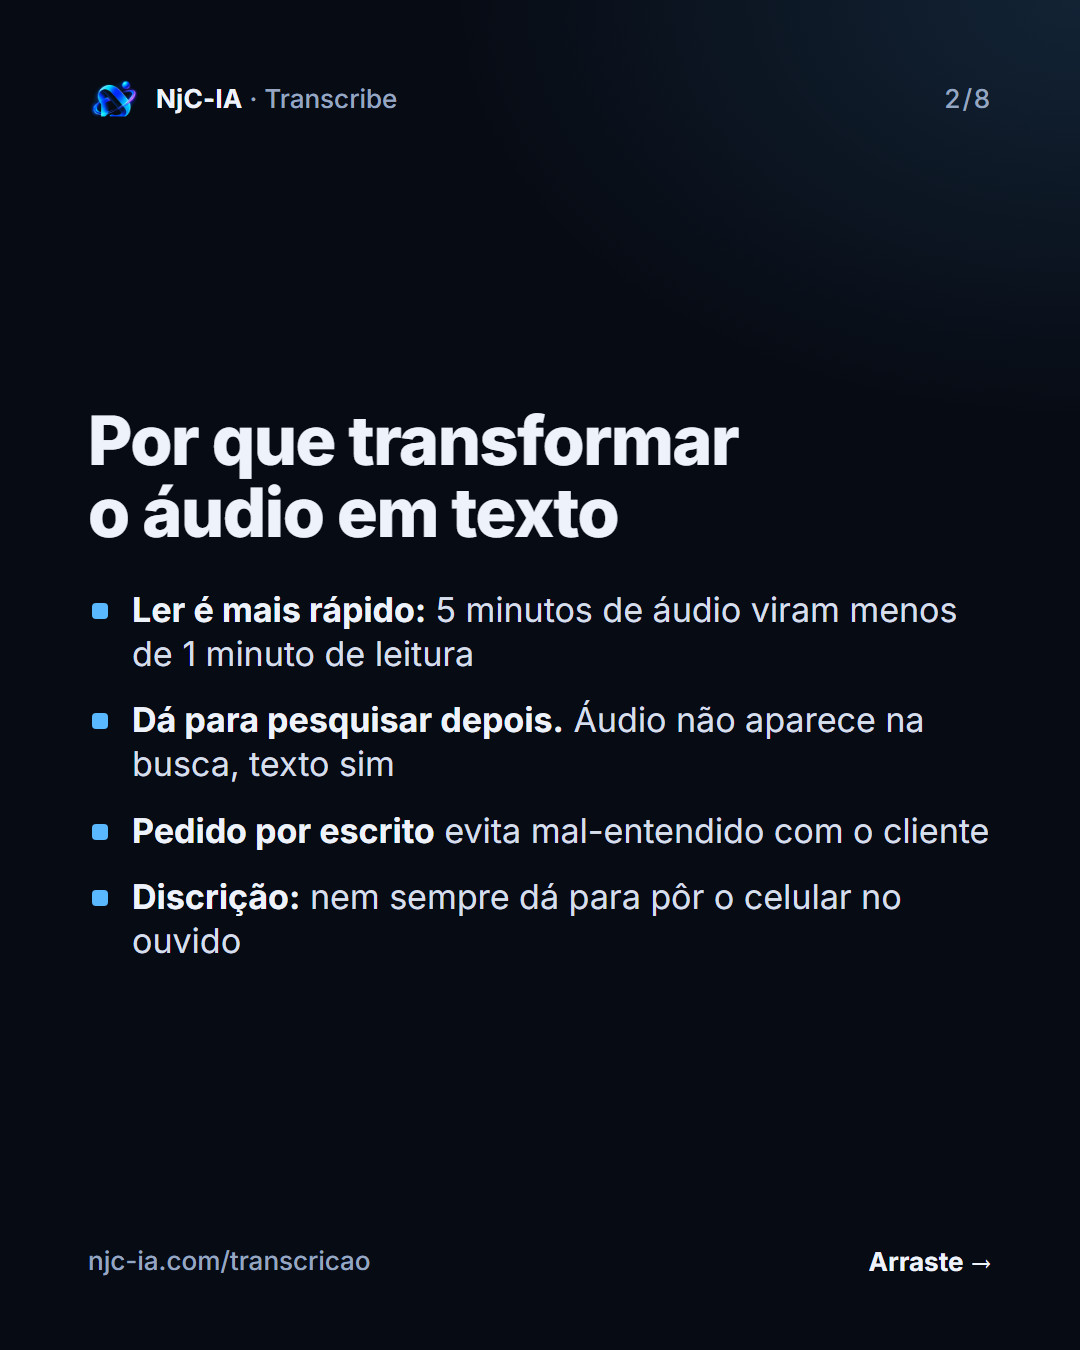 NjC-IA · Transcribe
2/8
Por que transformar
o áudio em texto
Ler é mais rápido: 5 minutos de áudio viram menos
de 1 minuto de leitura
Dá para pesquisar depois. Áudio não aparece na
busca, texto sim
Pedido por escrito evita mal-entendido com o cliente
Discrição: nem sempre dá para pôr o celular no
ouvido
njc-ia.com/transcricao
Arraste →